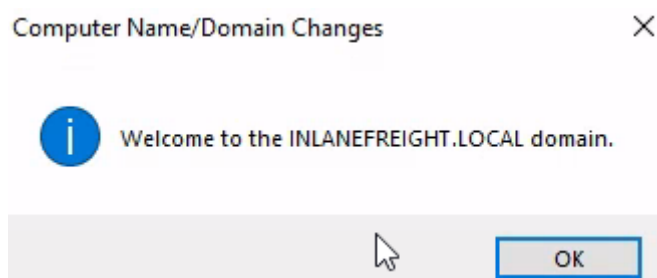 Computer Name/Domain Changes
Welcome to the INLANEFREIGHT.LOCAL domain.
OK